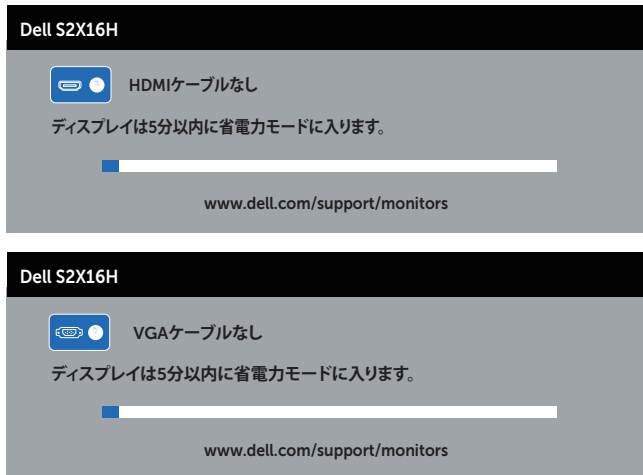 Dell S2X16H
HDMIケーブルなし
ディスプレイは5分以内に省電力モードに入ります。
www.dell.com/support/monitors
Dell S2X16H
VGAケーブルなし
ディスプレイは5分以内に省電力モードに入ります。
www.dell.com/support/monitors